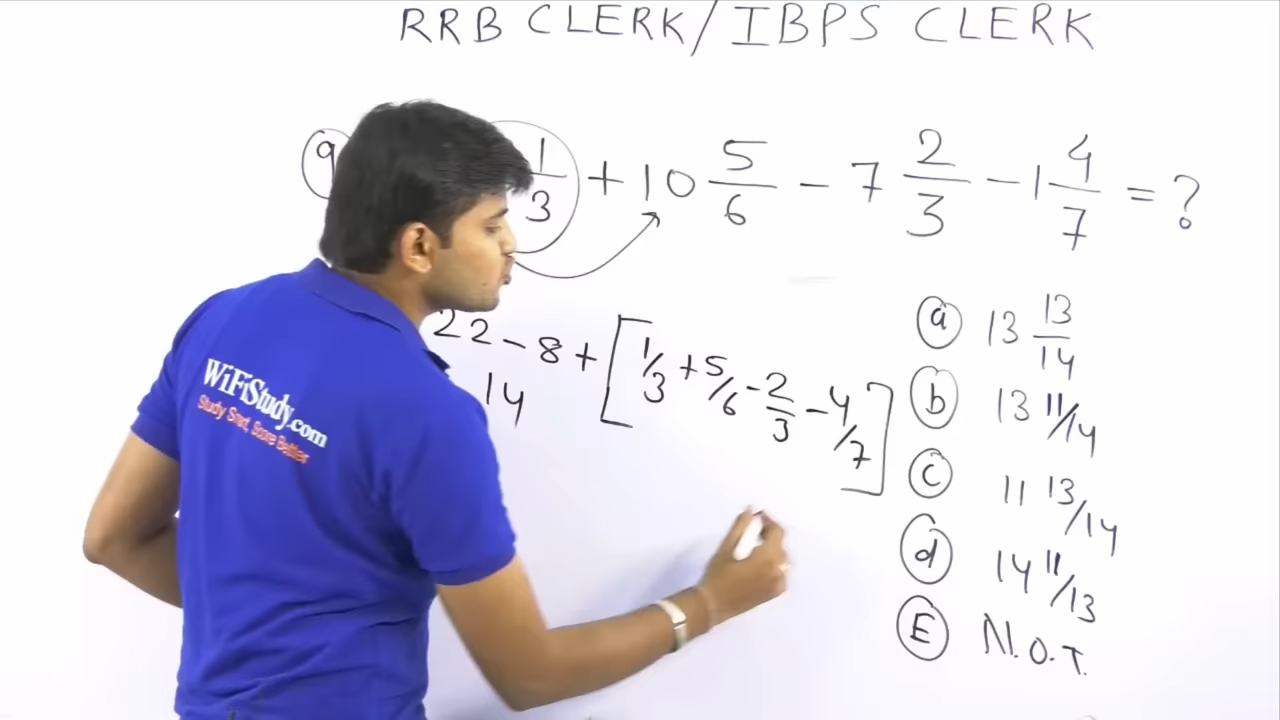 RRB CLERK/IBPS CLERK
9 1/3 + 10 5/6 - 7 2/3 - 1 4/7 = ?
22 - 8 + [1/3 + 5/6 - 2/3 - 4/7]
14
a 13 13/14
b 13 11/14
c 11 13/14
d 14 11/13
E N.O.T.
WiFiStudy.com
Study Smart, Score Better